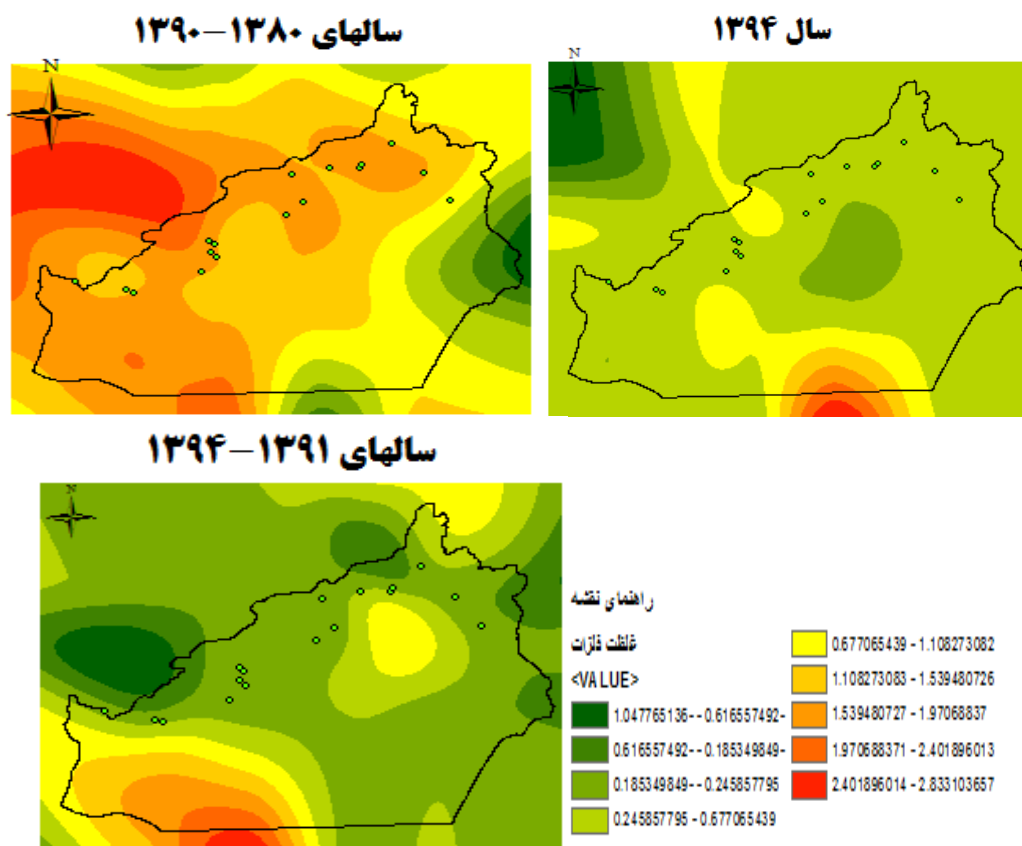 سالهای ۱۳۸۰-۱۳۹۰
سال ۱۳۹۴
N
N
سالهای ۱۳۹۱-۱۳۹۴
N
راهنمای نقشه
غلظت فلزات
<VALUE>
1.047765136- - 0.616557492-
0.616557492- - 0.185349849-
0.185349849- - 0.245857795
0.245857796 - 0.677065439
0.677065439 - 1.108273082
1.108273083 - 1.539480726
1.539480727 - 1.97068837
1.970688371 - 2.401896013
2.401896014 - 2.833103657